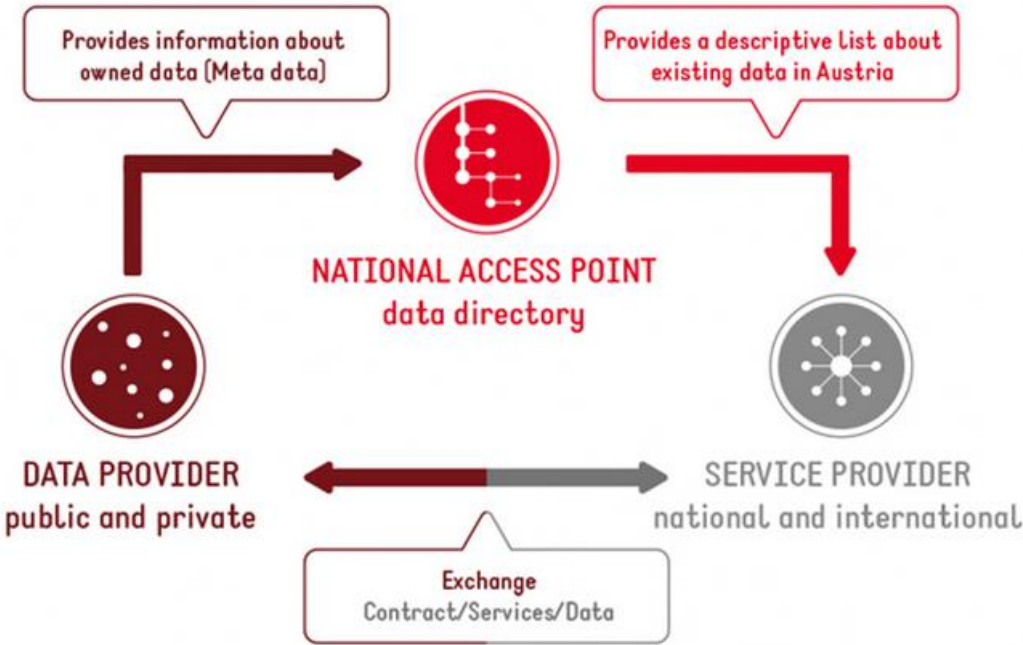 Provides information about
owned data (Meta data)
Provides a descriptive list about
existing data in Austria
NATIONAL ACCESS POINT
data directory
DATA PROVIDER
public and private
SERVICE PROVIDER
national and international
Exchange
Contract/Services/Data